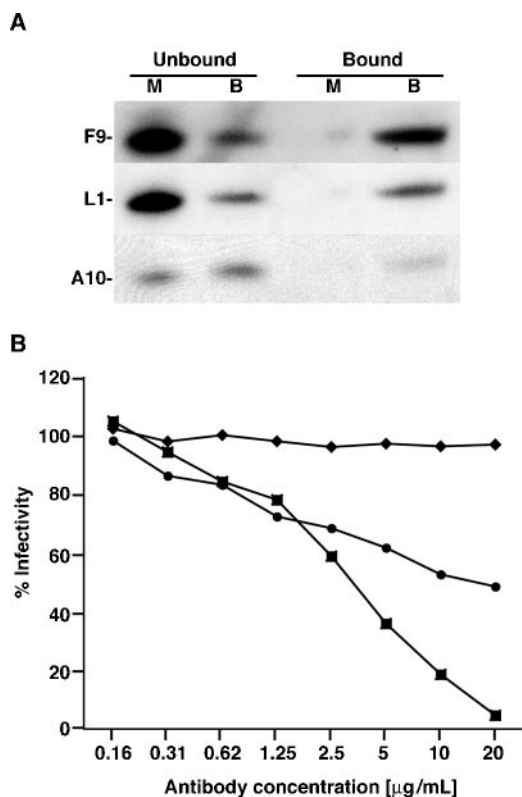 A
Unbound Bound
M B M B
F9-
L1-
A10-
B
120
100
80
60
40
20
0
% Infectivity
0.16 0.31 0.62 1.25 2.5 5 10 20
Antibody concentration [μg/mL]